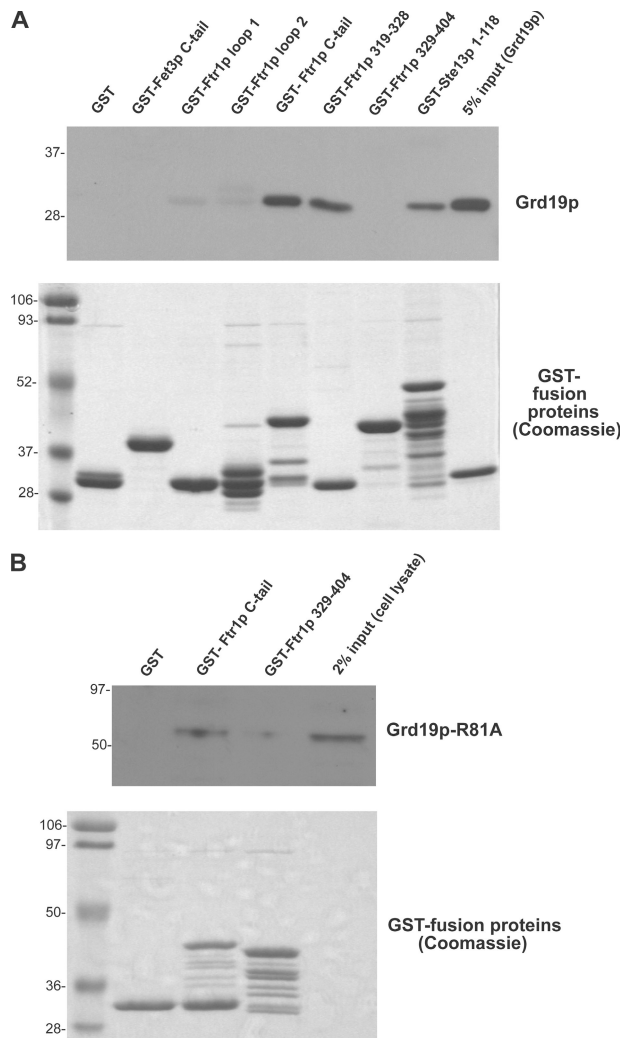 A
GST
GST-Fet3p C-tail
GST-Ftr1p loop 1
GST-Ftr1p loop 2
GST- Ftr1p C-tail
GST-Ftr1p 319-328
GST-Ftr1p 329-404
GST-Ste13p 1-118
5% input (Grd19p)
37-
28-
Grd19p
106-
93-
52-
37-
28-
GST-
fusion
proteins
(Coomassie)
B
GST
GST- Ftr1p C-tail
GST-Ftr1p 329-404
2% input (cell lysate)
97-
50-
Grd19p-R81A
106-
97-
50-
36-
28-
GST-fusion proteins
(Coomassie)